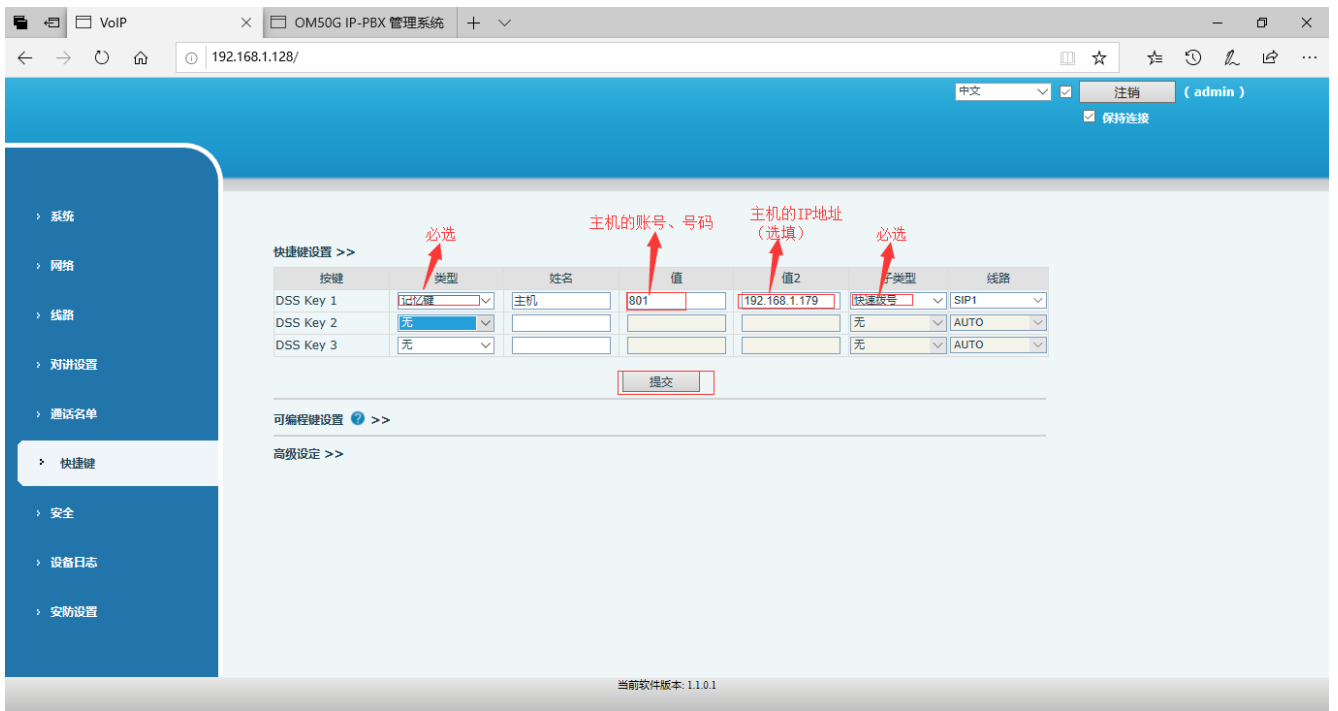 VoIP
OM50G IP-PBX 管理系统
192.168.1.128/
中文
注销
( admin )
保持连接
系统
网络
线路
对讲设置
通话名单
快捷键
安全
设备日志
安防设置
必选
主机的账号、号码
主机的IP地址
（选填）
必选
快捷键设置 >>
按键 类型 姓名 值 值2 子类型 线路
DSS Key 1 记忆键 主机 801 192.168.1.179 快速拨号 SIP1
DSS Key 2 无 无 AUTO
DSS Key 3 无 无 AUTO
提交
可编程键设置 ? >>
高级设定 >>
当前软件版本: 1.1.0.1